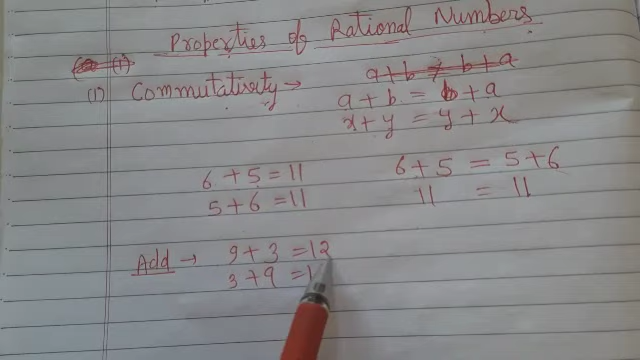 Properties of Rational Numbers
(1) Commutativity → a + b = b + a
x + y = y + x
6 + 5 = 11
5 + 6 = 11
6 + 5 = 5 + 6
11 = 11
Add → 9 + 3 = 12
3 + 9 = 1